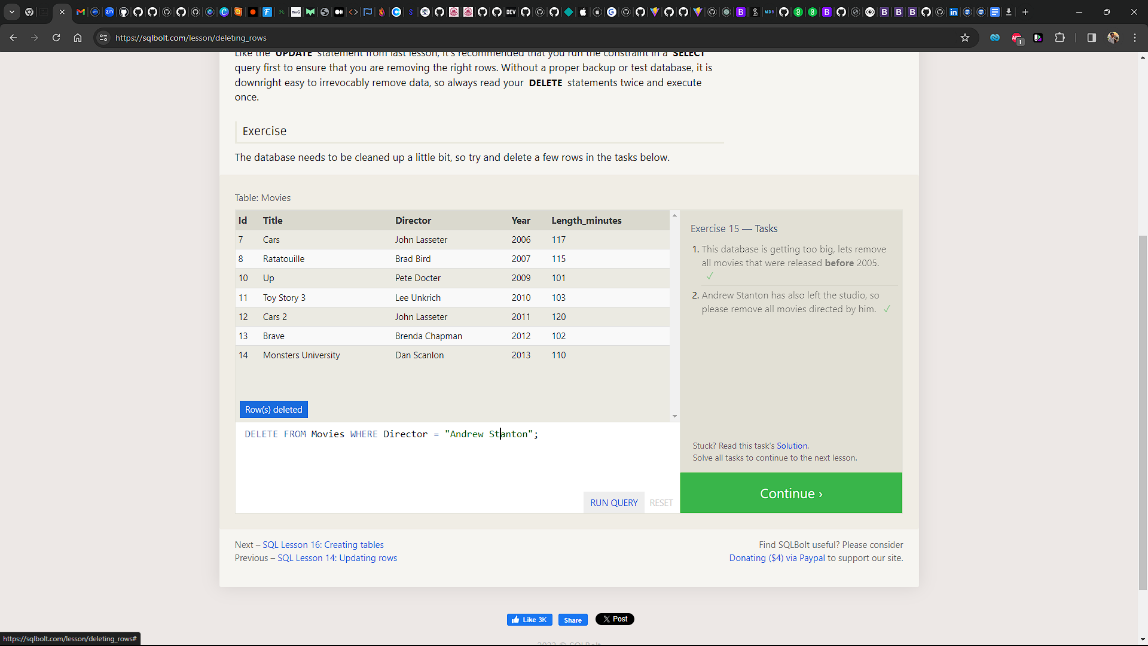 https://sqlbolt.com/lesson/deleting_rows
Like the UPDATE statement from last lesson, it's recommended that you run the constraint in a SELECT
query first to ensure that you are removing the right rows. Without a proper backup or test database, it is
downright easy to irrevocably remove data, so always read your DELETE statements twice and execute
once.
Exercise
The database needs to be cleaned up a little bit, so try and delete a few rows in the tasks below.
Table: Movies
Id Title Director Year Length_minutes
7 Cars John Lasseter 2006 117
8 Ratatouille Brad Bird 2007 115
10 Up Pete Docter 2009 101
11 Toy Story 3 Lee Unkrich 2010 103
12 Cars 2 John Lasseter 2011 120
13 Brave Brenda Chapman 2012 102
14 Monsters University Dan Scanlon 2013 110
Row(s) deleted
DELETE FROM Movies WHERE Director = "Andrew Stanton";
RUN QUERY RESET
Exercise 15 — Tasks
1. This database is getting too big, lets remove
all movies that were released before 2005.
✓
2. Andrew Stanton has also left the studio, so
please remove all movies directed by him. ✓
Stuck? Read this task's Solution.
Solve all tasks to continue to the next lesson.
Continue ›
Next – SQL Lesson 16: Creating tables
Previous – SQL Lesson 14: Updating rows
Find SQLBolt useful? Please consider
Donating ($4) via Paypal to support our site.
Like 3K Share X Post
https://sqlbolt.com/lesson/deleting_rows#